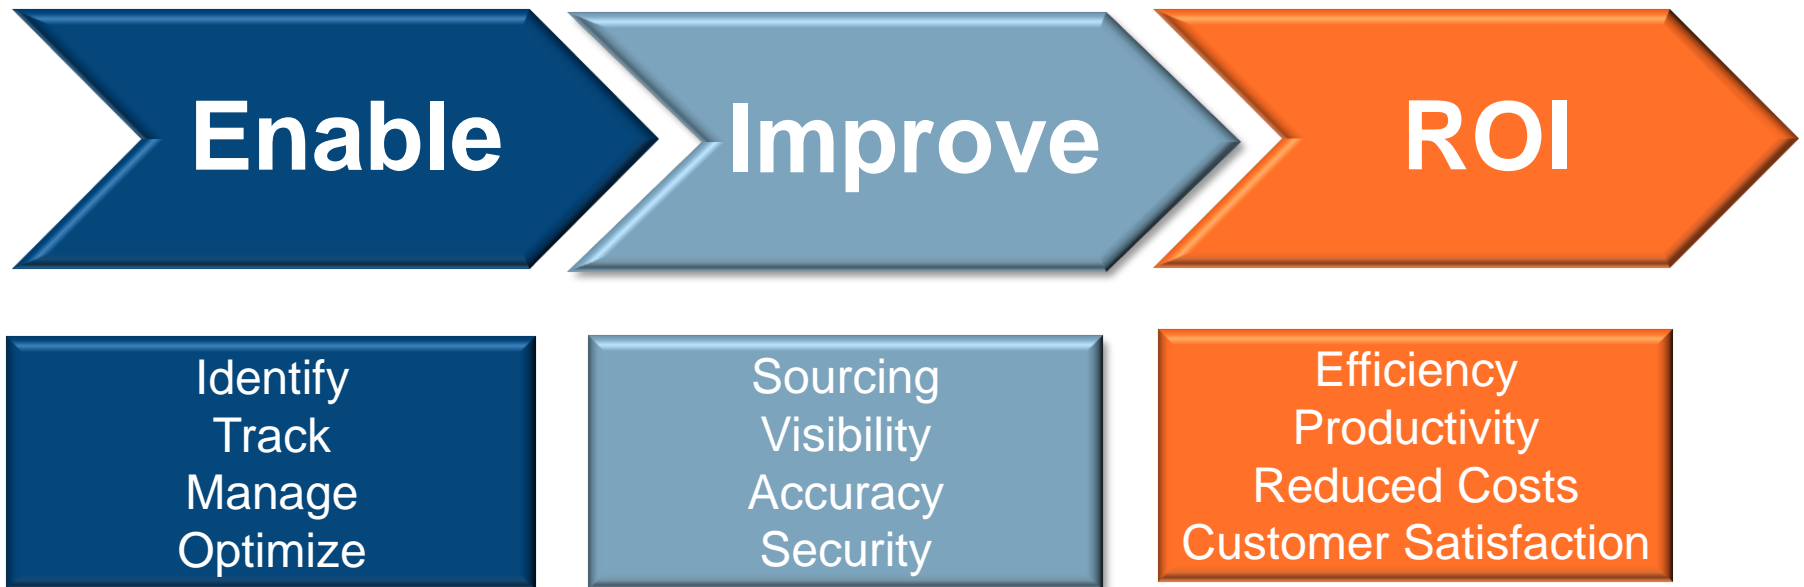 Enable
Improve
ROI
Identify
Track
Manage
Optimize
Sourcing
Visibility
Accuracy
Security
Efficiency
Productivity
Reduced Costs
Customer Satisfaction